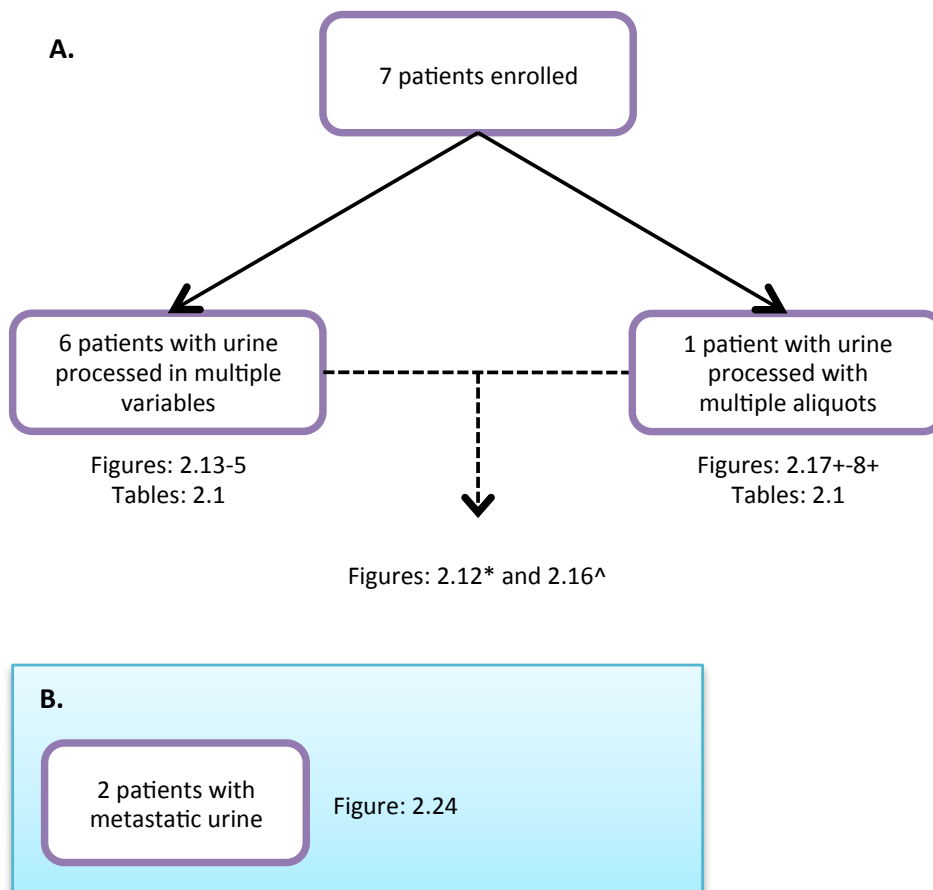 A.
7 patients enrolled
6 patients with urine
processed in multiple
variables
1 patient with urine
processed with
multiple aliquots
Figures: 2.13-5
Tables: 2.1
Figures: 2.17+-8+
Tables: 2.1
Figures: 2.12* and 2.16^
B.
2 patients with
metastatic urine
Figure: 2.24